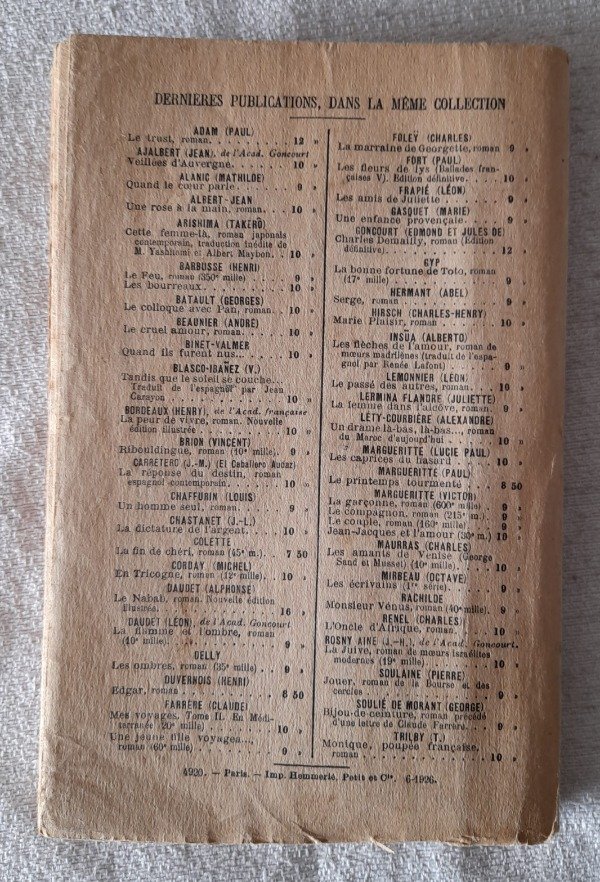 DERNIERES PUBLICATIONS, DANS LA MÊME COLLECTION
ADAM (PAUL)
Le trust, roman. . . . . . . . . . 12 »
AJALBERT (JEAN), de l'Acad. Goncourt
Veillées d'Auvergne. . . . . . . . 10 »
ALANIC (MATHILDE)
Quand le cœur parle. . . . . . . . 9 »
ALBERT-JEAN
Une rose à la main, roman. . . . 10 »
ARISHIMA (TAKERÔ)
Cette femme-là, roman japonais
contemporain, traduction inédite de
M. Yashitomi et Albert Maybon. . 10 »
BARBUSSE (HENRI)
Le Feu, roman (350e mille) . . . . 9 »
Les bourreaux. . . . . . . . . . . 10 »
BATAULT (GEORGES)
Le colloque avec Pan, roman. . . 10 »
BEAUNIER (ANDRÉ)
Le cruel amour, roman. . . . . . . 10 »
BINET-VALMER
Quand ils furent nus... . . . . . . 10 »
BLASCO-IBAÑEZ (V.)
Tandis que le soleil se couche...
Traduit de l'espagnol par Jean
Carayon. . . . . . . . . . . . . . 10 »
BORDEAUX (HENRY), de l'Acad. française
La peur de vivre, roman. Nouvelle
édition illustrée . . . . . . . . . 10 »
BRION (VINCENT)
Ribouldingue, roman (10e mille). . 9 »
CARRETERO (J.-M.) (El Caballero Audaz)
La réponse du destin, roman
espagnol contemporain. . . . . . 10 »
CHAFFURIN (LOUIS)
Un homme seul, roman. . . . . . . 9 »
CHASTANET (J.-L.)
La dictature de l'argent. . . . . . 10 »
COLETTE
La fin de chéri, roman (45e m.). . 7 50
CORDAY (MICHEL)
En Tricogne, roman (12e mille). . . 10 »
DAUDET (ALPHONSE)
Le Nabab, roman. Nouvelle édition
illustrée. . . . . . . . . . . . . 16 »
DAUDET (LÉON), de l'Acad. Goncourt
La flamme et l'ombre, roman
(40e mille). . . . . . . . . . . . 9 »
DELLY
Les ombres, roman (35e mille) . . . 9 »
DUVERNOIS (HENRI)
Edgar, roman . . . . . . . . . . . 8 50
FARRÈRE (CLAUDE)
Mes voyages, Tome II. En Médi-
terranée (20e mille) . . . . . . . 10 »
Une jeune fille voyagea...,
roman (60e mille). . . . . . . . . 9 »
FOLEY (CHARLES)
La marraine de Georgette, roman 9 »
FORT (PAUL)
Les fleurs de lys (Ballades fran-
çaises V). Edition définitive. . . . 10 »
FRAPIÉ (LÉON)
Les amis de Juliette . . . . . . . 9 »
GASQUET (MARIE)
Une enfance provençale. . . . . . 9 »
GONCOURT (EDMOND ET JULES DE)
Charles Demailly, roman (Edition
définitive). . . . . . . . . . . . 12 »
GYP
La bonne fortune de Toto, roman
(17e mille) . . . . . . . . . . . . 9 »
HERMANT (ABEL)
Serge, roman . . . . . . . . . . . 9 »
HIRSCH (CHARLES-HENRY)
Marie Plaisir, roman . . . . . . . 10 »
INSÚA (ALBERTO)
Les flèches de l'amour, roman de
mœurs madrilènes (traduit de l'espa-
gnol par Renée Lafont) . . . . . . 9 »
LEMONNIER (LÉON)
Le passé des autres, roman. . . . 10 »
LERMINA FLANDRE (JULIETTE)
La femme dans l'alcôve, roman. 9 »
LÉTY-COURBIÈRE (ALEXANDRE)
Un drame là-bas, là-bas..., roman
du Maroc d'aujourd'hui . . . . . . 10 »
MARGUERITTE (LUCIE PAUL)
Les caprices du hasard . . . . . . 10 »
MARGUERITTE (PAUL)
Le printemps tourmenté . . . . . . 8 50
MARGUERITTE (VICTOR)
La garçonne, roman (600e mille) . 9 »
Le compagnon, roman (215e m.) . 9 »
Le couple, roman (160e mille) . . . 9 »
Jean-Jacques et l'amour (30e m.) 10 »
MAURRAS (CHARLES)
Les amants de Venise (George
Sand et Musset) (10e mille). . . . 10 »
MIRBEAU (OCTAVE)
Les écrivains (1re série). . . . . . 9 »
RACHILDE
Monsieur Vénus, roman (40e mille). 9 »
RENEL (CHARLES)
L'Oncle d'Afrique, roman . . . . . 10 »
ROSNY AINÉ (J.-H.), de l'Acad. Goncourt.
La Juive, roman de mœurs israélites
modernes (19e mille) . . . . . . . 10 »
SOULAINE (PIERRE)
Jouer, roman de la Bourse et des
cercles . . . . . . . . . . . . . . 9 »
SOULIÉ DE MORANT (GEORGE)
Bijou-de-ceinture, roman précédé
d'une lettre de Claude Farrère. . . 9 »
TRILBY (T.)
Monique, poupée française,
roman . . . . . . . . . . . . . . 10 »
4920. — Paris. — Imp. Hemmerlé, Petit et Cie. 6-1926.